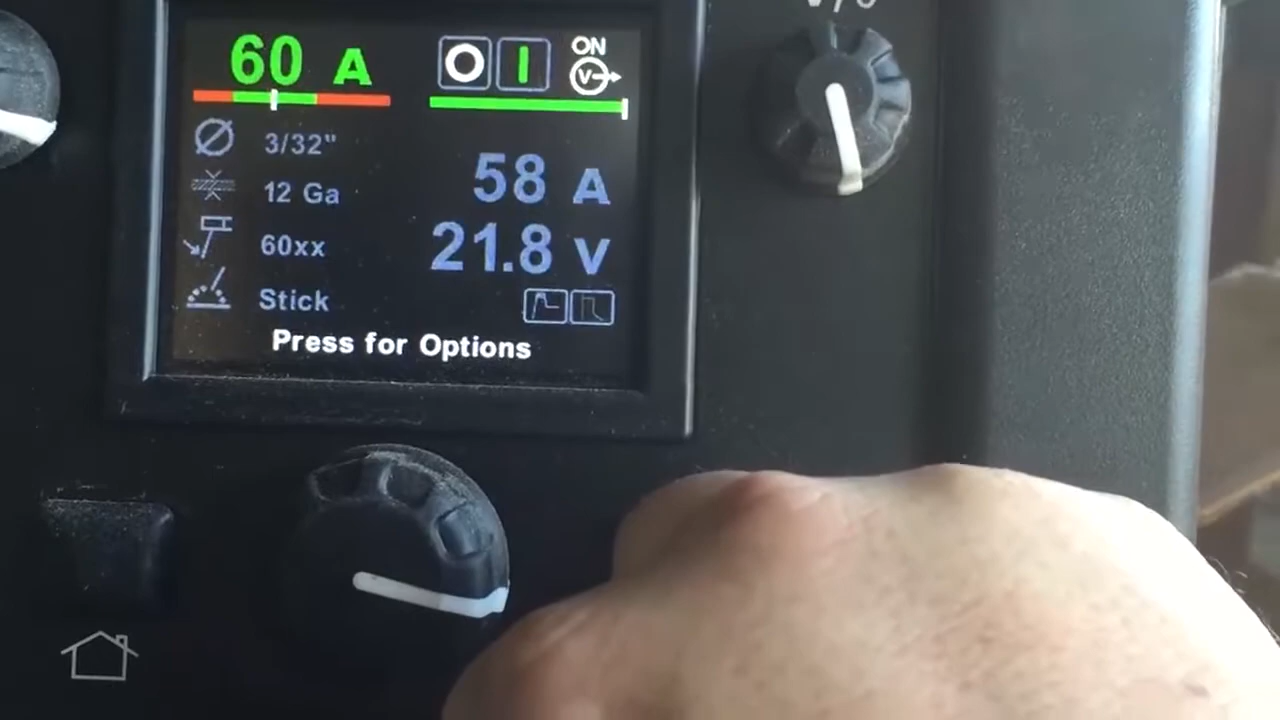 60 A
ON
V
3/32"
12 Ga
60xx
Stick
58 A
21.8 V
Press for Options